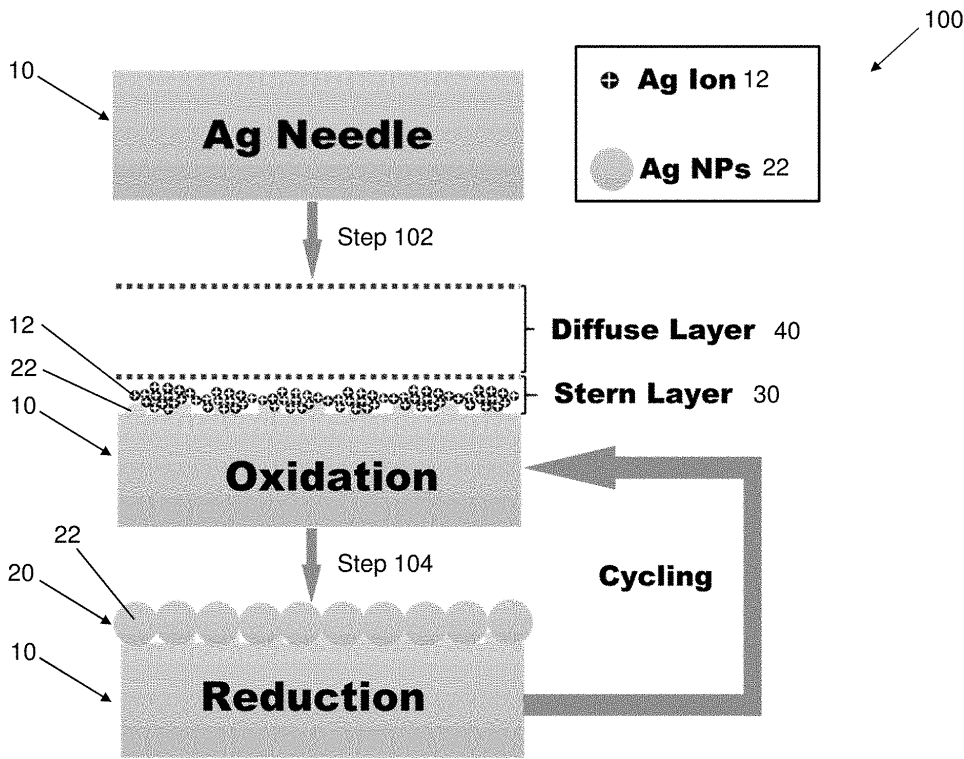 100
10
Ag Needle
Ag Ion 12
Ag NPs 22
Step 102
12
22
10
Diffuse Layer 40
Stern Layer 30
Oxidation
Step 104
22
20
10
Cycling
Reduction